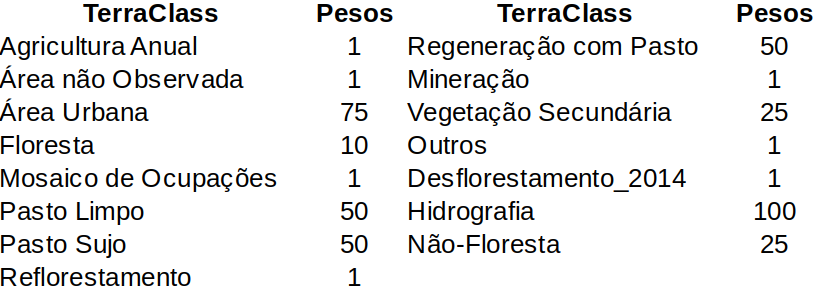 TerraClass Pesos TerraClass Pesos
Agricultura Anual 1 Regeneração com Pasto 50
Área não Observada 1 Mineração 1
Área Urbana 75 Vegetação Secundária 25
Floresta 10 Outros 1
Mosaico de Ocupações 1 Desflorestamento_2014 1
Pasto Limpo 50 Hidrografia 100
Pasto Sujo 50 Não-Floresta 25
Reflorestamento 1